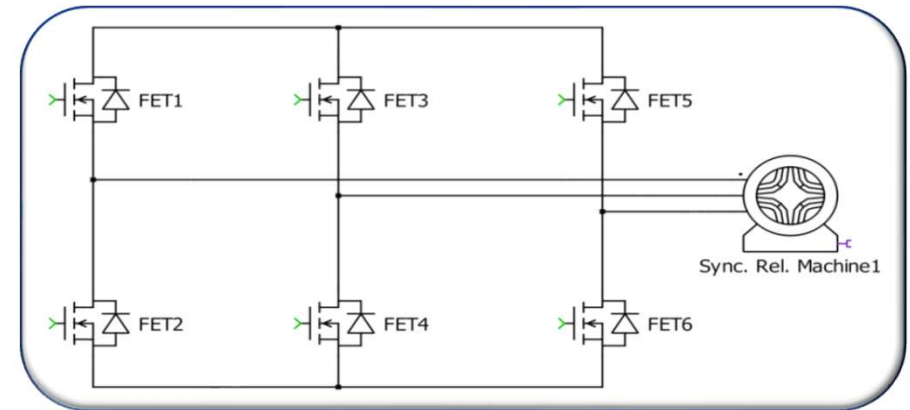 FET1
FET3
FET5
Sync. Rel. Machine1
FET2
FET4
FET6